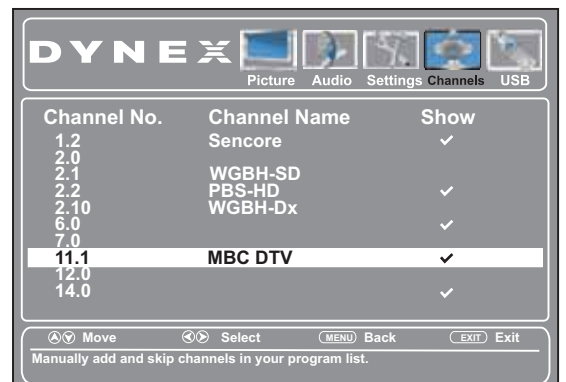 DYNEX
Picture Audio Settings Channels USB
Channel No. Channel Name Show
1.2 Sencore ✓
2.0
2.1 WGBH-SD
2.2 PBS-HD ✓
2.10 WGBH-Dx
6.0 ✓
7.0
11.1 MBC DTV ✓
12.0
14.0 ✓
Move Select MENU Back EXIT Exit
Manually add and skip channels in your program list.